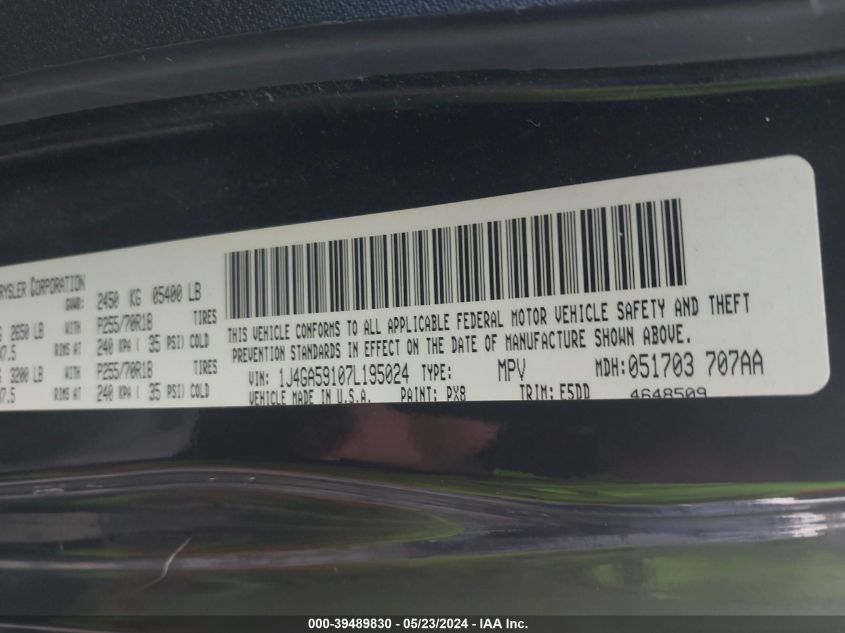 RYSLER CORPORATION
GAWR: 2450 KG 05400 LB
2650 LB WITH P255/70R18 TIRES
7.5 RIMS AT 240 KPA ( 35 PSI) COLD
3200 LB WITH P255/70R18 TIRES
7.5 RIMS AT 240 KPA ( 35 PSI) COLD
THIS VEHICLE CONFORMS TO ALL APPLICABLE FEDERAL MOTOR VEHICLE SAFETY AND THEFT
PREVENTION STANDARDS IN EFFECT ON THE DATE OF MANUFACTURE SHOWN ABOVE.
VIN: 1J4GA59107L195024 TYPE: MPV MDH: 051703 707AA
VEHICLE MADE IN U.S.A. PAINT: PX8 TRIM: F5DD 4648509
000-39489830 - 05/23/2024 - IAA Inc.